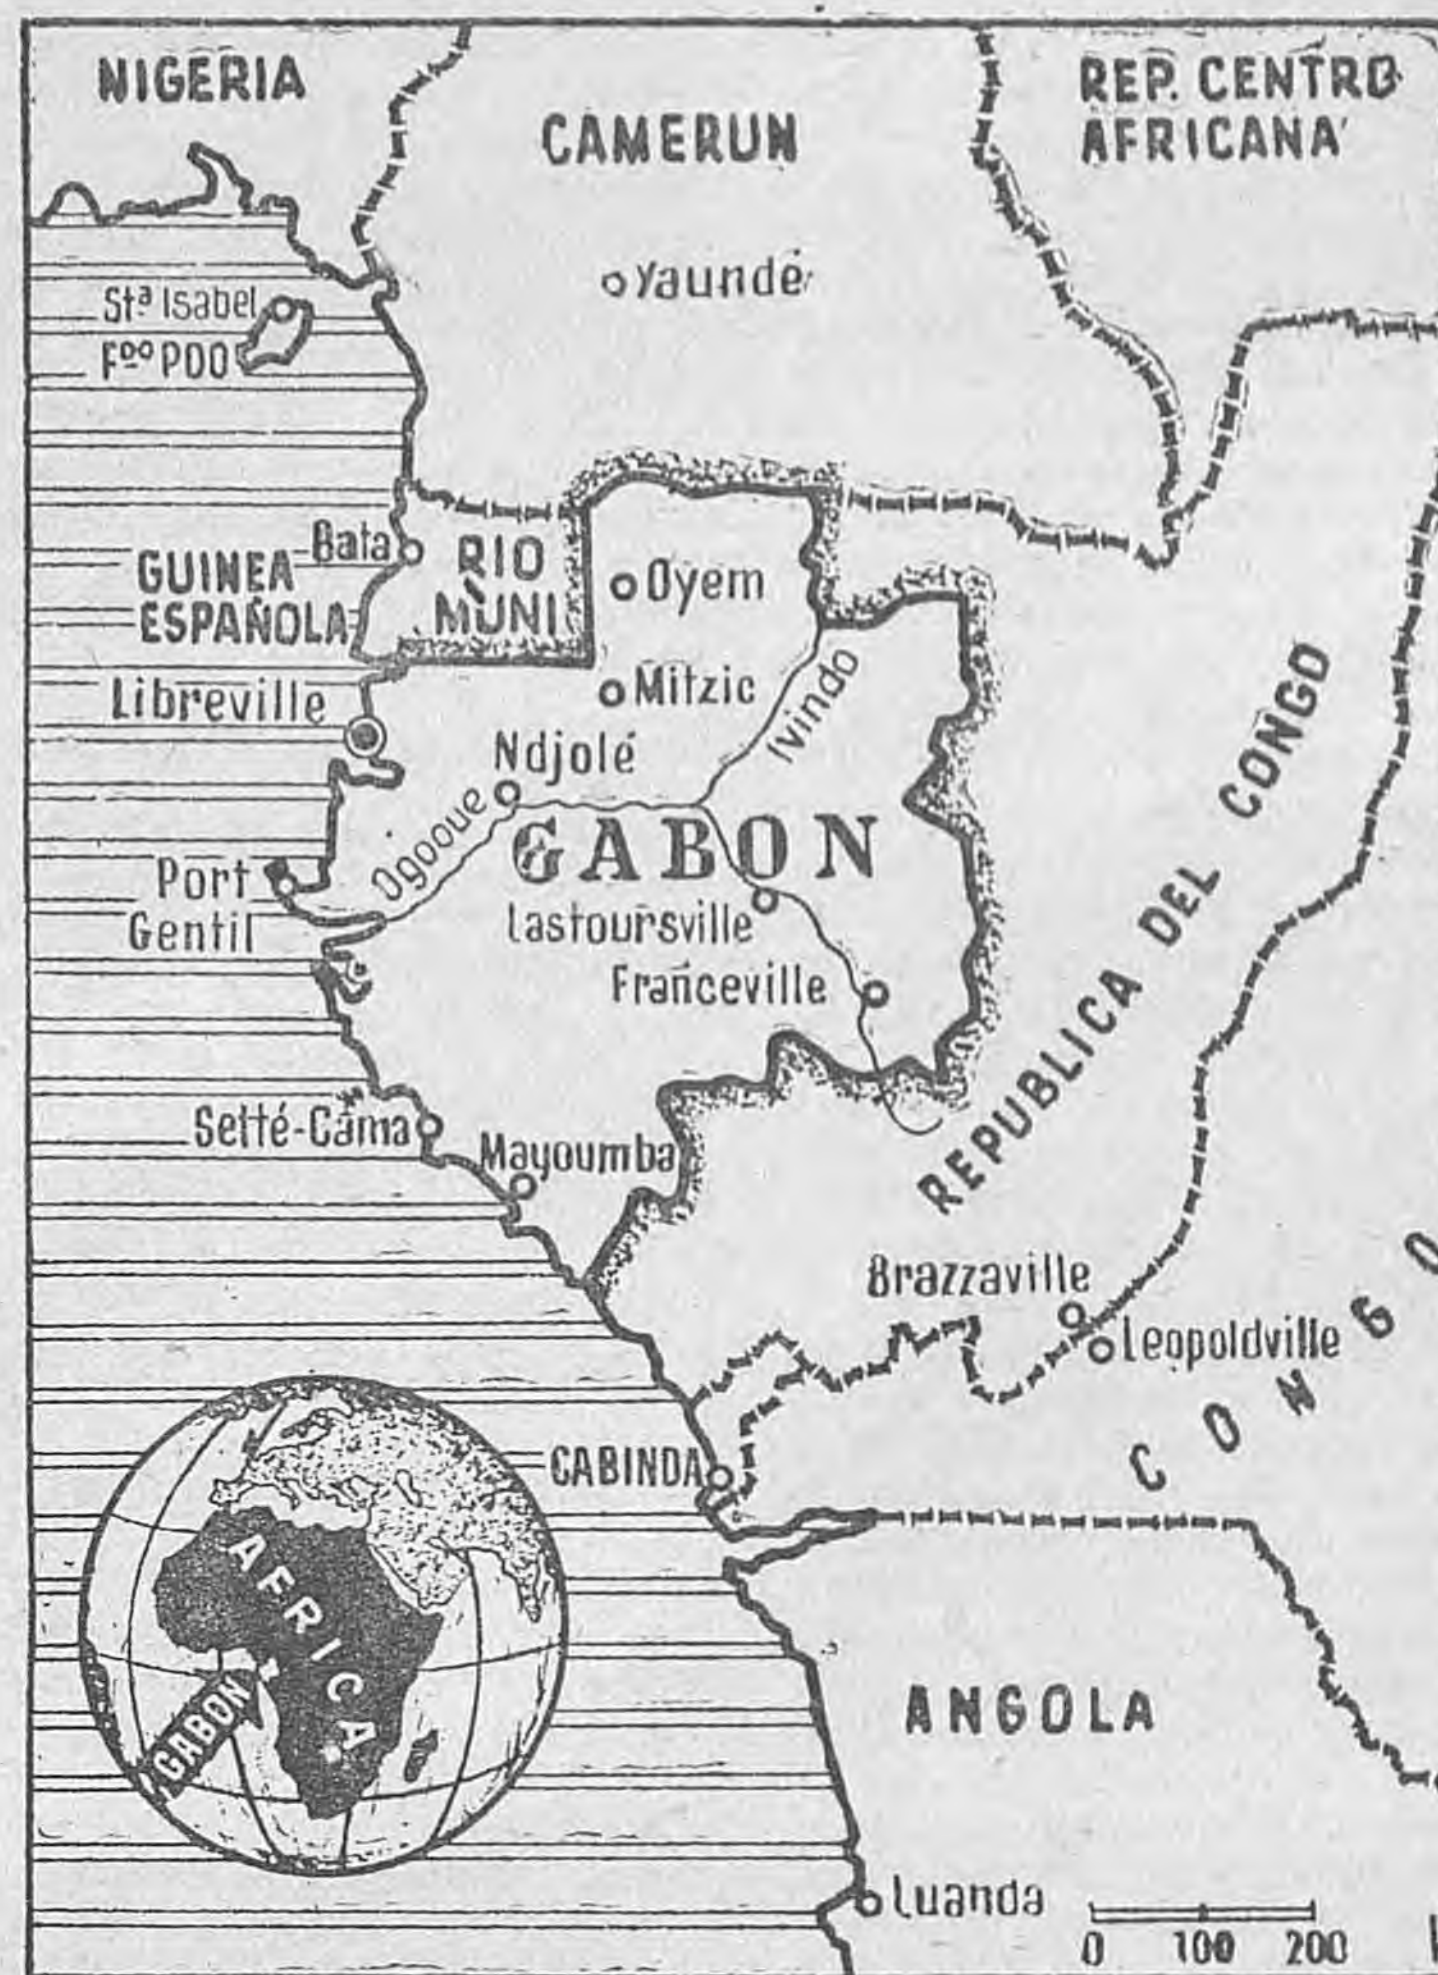 NIGERIA
CAMERUN
REP. CENTRO
AFRICANA
Yaundé
Stª Isabel
Fdo POO
Bata
RIO
MUNI
GUINEA
ESPAÑOLA
Oyem
Mitzic
Libreville
Ivindo
Ndjolé
Ogooue
GABON
Port
Gentil
Lastoursville
Franceville
REPUBLICA DEL CONGO
Setté-Cama
Mayoumba
Brazzaville
Leopoldville
CONGO
CABINDA
AFRICA
GABON
ANGOLA
Luanda
0 100 200